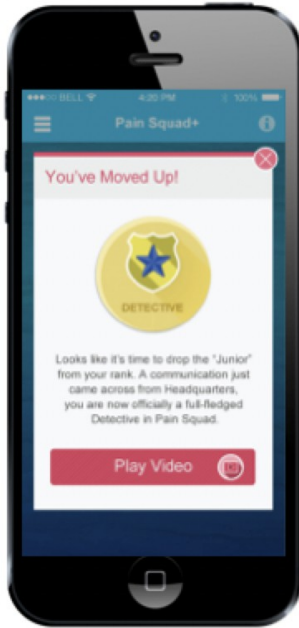 BELL 4:20 PM 100%
Pain Squad+
You've Moved Up!
DETECTIVE
Looks like it's time to drop the "Junior"
from your rank. A communication just
came across from Headquarters,
you are now officially a full-fledged
Detective in Pain Squad.
Play Video